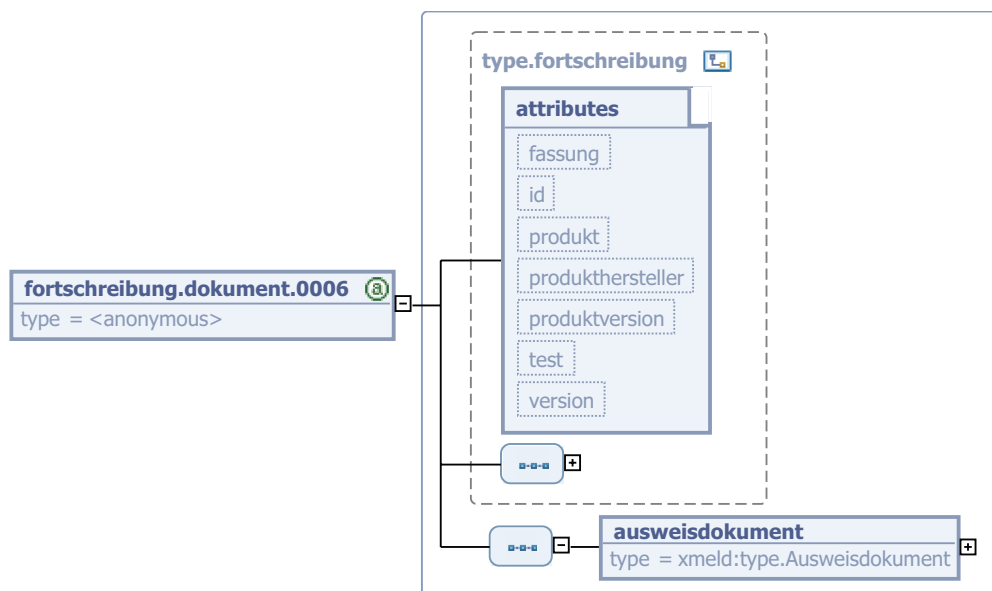 type.fortschreibung
attributes
fassung
id
produkt
fortschreibung.dokument.0006 @
type = <anonymous>
produkthersteller
produktversion
test
version
ausweisdokument
type = xmeld:type.Ausweisdokument